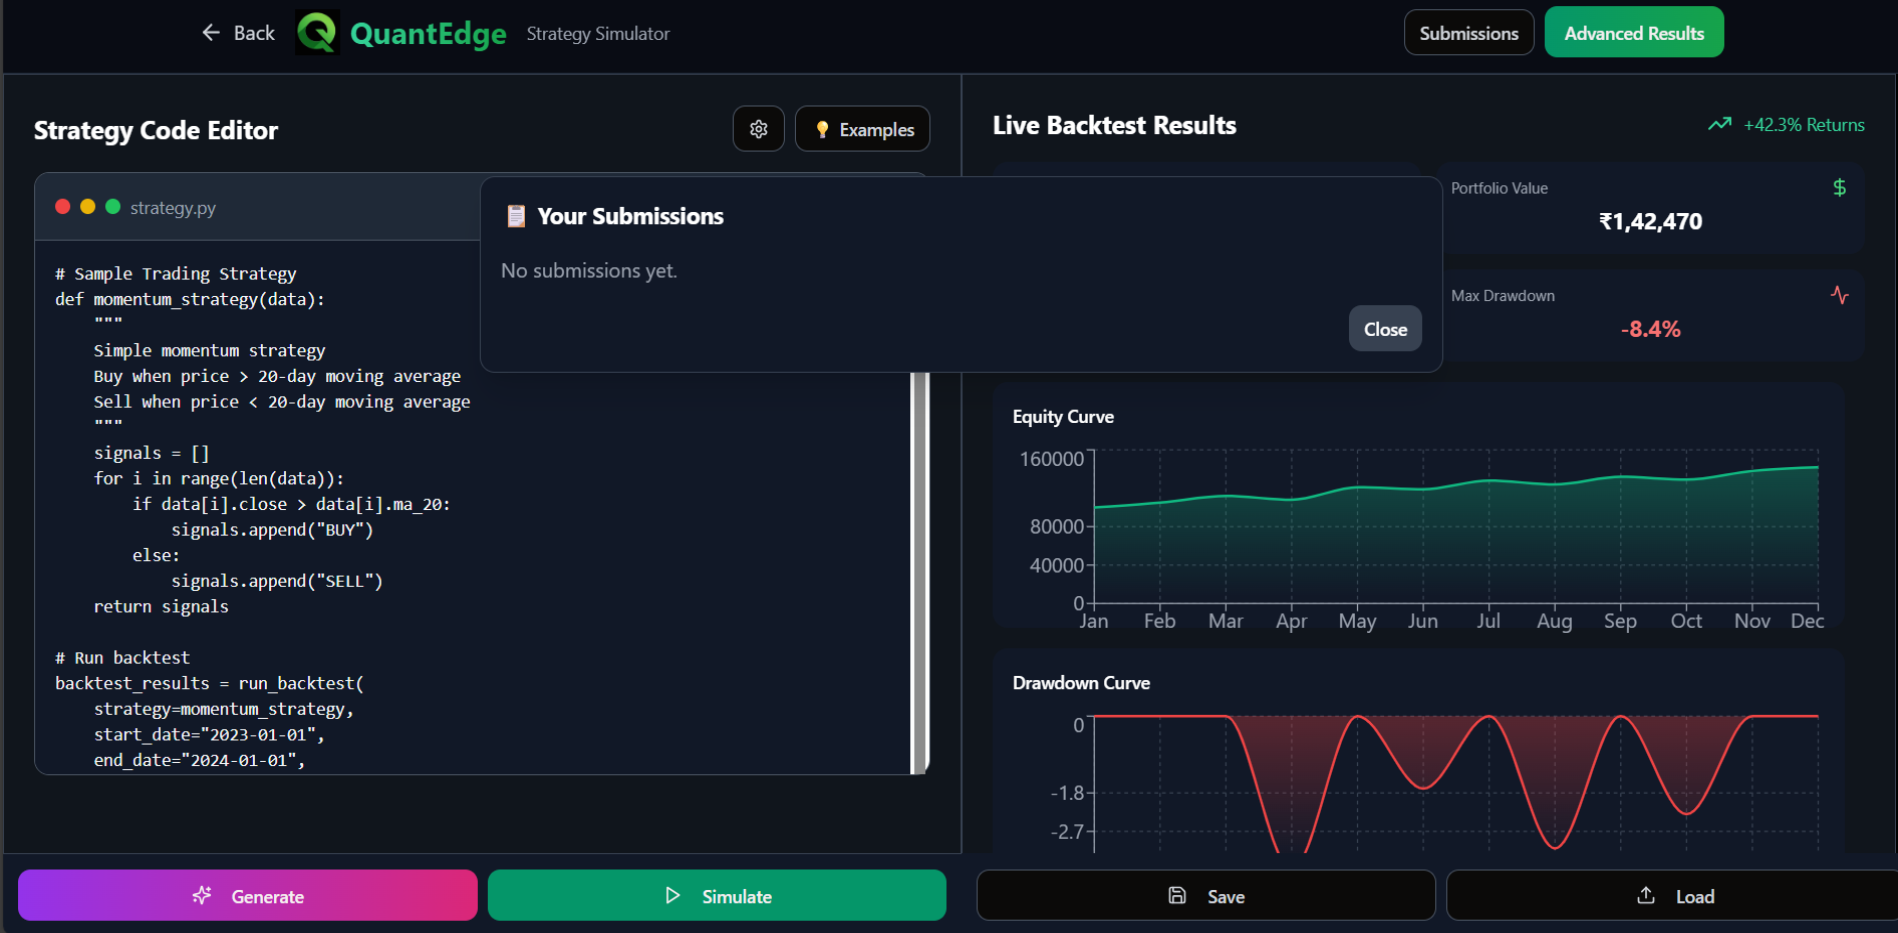 Back
QuantEdge
Strategy Simulator
Submissions
Advanced Results
Strategy Code Editor
Examples
strategy.py
# Sample Trading Strategy
def momentum_strategy(data):
    """
    Simple momentum strategy
    Buy when price > 20-day moving average
    Sell when price < 20-day moving average
    """
    signals = []
    for i in range(len(data)):
        if data[i].close > data[i].ma_20:
            signals.append("BUY")
        else:
            signals.append("SELL")
    return signals
# Run backtest
backtest_results = run_backtest(
    strategy=momentum_strategy,
    start_date="2023-01-01",
    end_date="2024-01-01",
Your Submissions
No submissions yet.
Close
Live Backtest Results
+42.3% Returns
Portfolio Value
$
₹1,42,470
Max Drawdown
-8.4%
Equity Curve
160000
80000
40000
0
Jan Feb Mar Apr May Jun Jul Aug Sep Oct Nov Dec
Drawdown Curve
0
-1.8
-2.7
Generate
Simulate
Save
Load